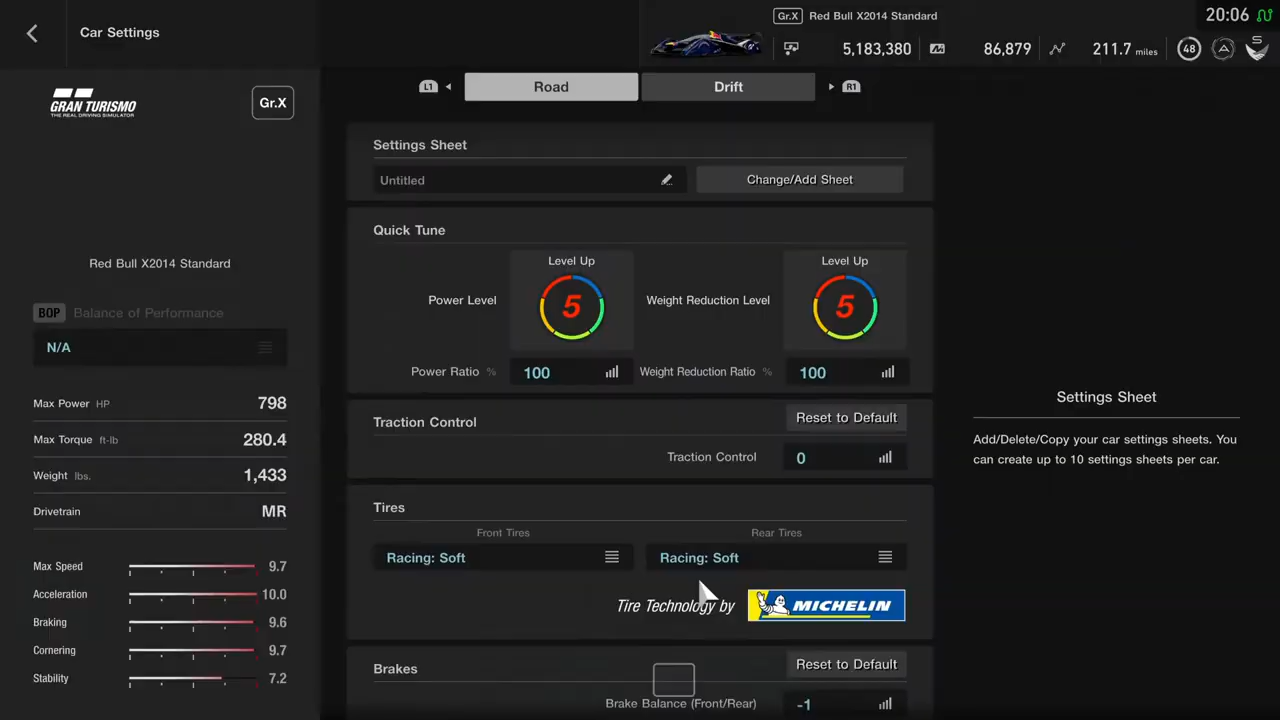 Car Settings
Gr.X Red Bull X2014 Standard
5,183,380 86,879 211.7 miles 48 A S
20:06
L1 Road Drift R1
GRAN TURISMO
THE REAL DRIVING SIMULATOR
Gr.X
Red Bull X2014 Standard
BOP Balance of Performance
N/A
Max Power HP 798
Max Torque ft-lb 280.4
Weight lbs. 1,433
Drivetrain MR
Max Speed 9.7
Acceleration 10.0
Braking 9.6
Cornering 9.7
Stability 7.2
Settings Sheet
Untitled Change/Add Sheet
Quick Tune
Level Up Level Up
Power Level 5 Weight Reduction Level 5
Power Ratio % 100 Weight Reduction Ratio % 100
Traction Control Reset to Default
Traction Control 0
Tires
Front Tires Rear Tires
Racing: Soft Racing: Soft
Tire Technology by MICHELIN
Brakes Reset to Default
Brake Balance (Front/Rear) -1
Settings Sheet
Add/Delete/Copy your car settings sheets. You
can create up to 10 settings sheets per car.